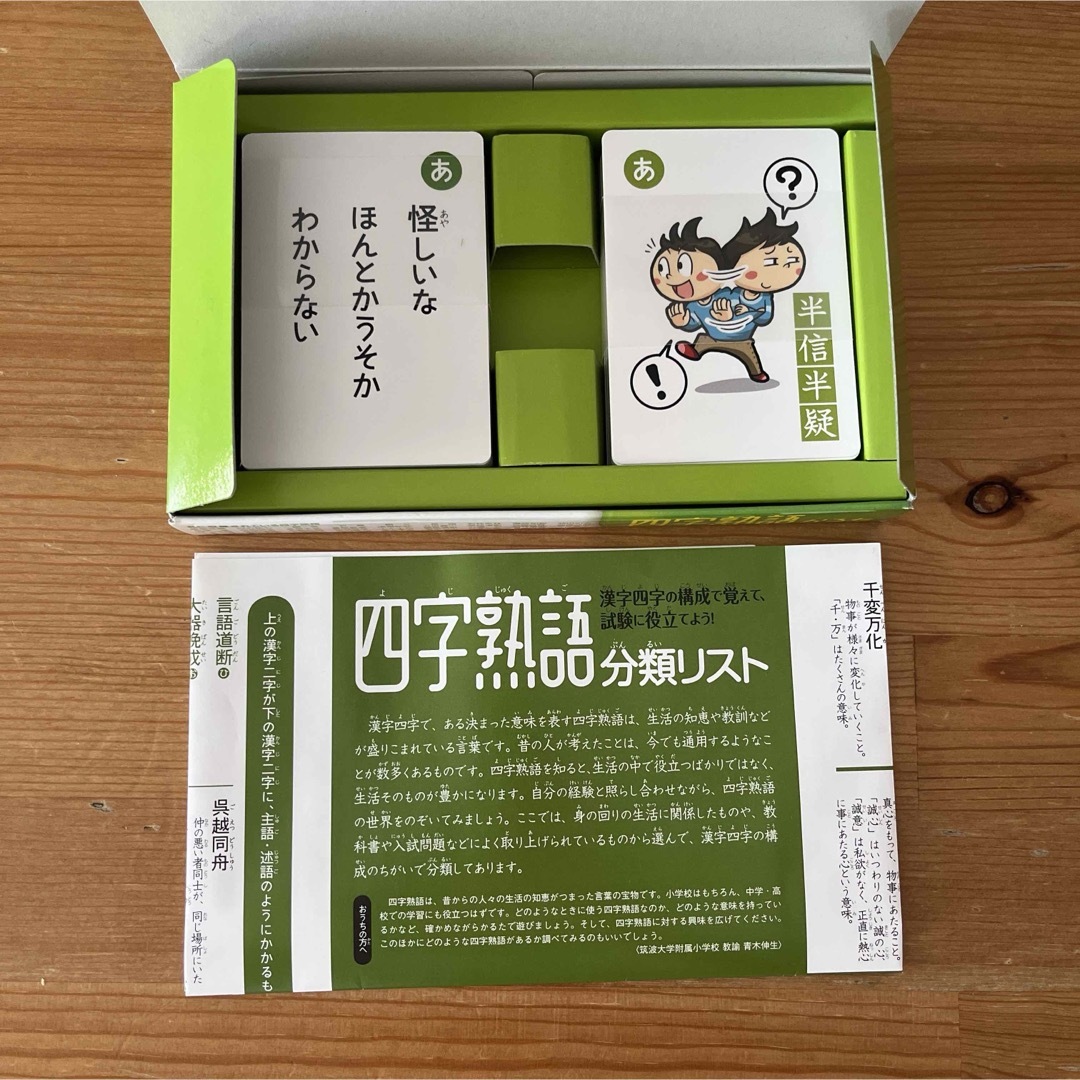 あ
怪しいな
ほんとかうそか
わからない
あ
?
!
半信半疑
四字熟語
四字熟語
漢字四字の構成で覚えて、
試験に役立てよう!
分類リスト
漢字四字で、ある決まった意味を表す四字熟語は、生活の知恵や教訓など
が盛りこまれている言葉です。昔の人が考えたことは、今でも通用するようなこ
とが数多くあるものです。四字熟語を知ると、生活の中で役立つばかりではなく、
生活そのものが豊かになります。自分の経験と照らし合わせながら、四字熟語
の世界をのぞいてみましょう。ここでは、身の回りの生活に関係したものや、教
科書や入試問題などによく取り上げられているものから選んで、漢字四字の構
成のちがいで分類してあります。
おうちの方へ
四字熟語は、昔からの人々の生活の知恵がつまった言葉の宝物です。小学校はもちろん、中学・高
校での学習にも役立つはずです。どのようなときに使う四字熟語なのか、どのような意味を持ってい
るかなど、確かめながらかるたで遊びましょう。そして、四字熟語に対する興味を広げてください。
このほかにどのような四字熟語があるか調べてみるのもいいでしょう。
(筑波大学附属小学校 教諭 青木伸生)
千変万化
物事が様々に変化していくこと。
「千・万」はたくさんの意味。
真心をもって、物事にあたること。
「誠心」はいつわりのない誠の心、
「誠意」は私欲がなく、正直に熱心
に事にあたる心という意味。
上の漢字二字が下の漢字二字に、主語・述語のようにかかるも
言語道断 ひ
大器晩成 お
呉越同舟
仲の悪い者同士が、同じ場所にいた